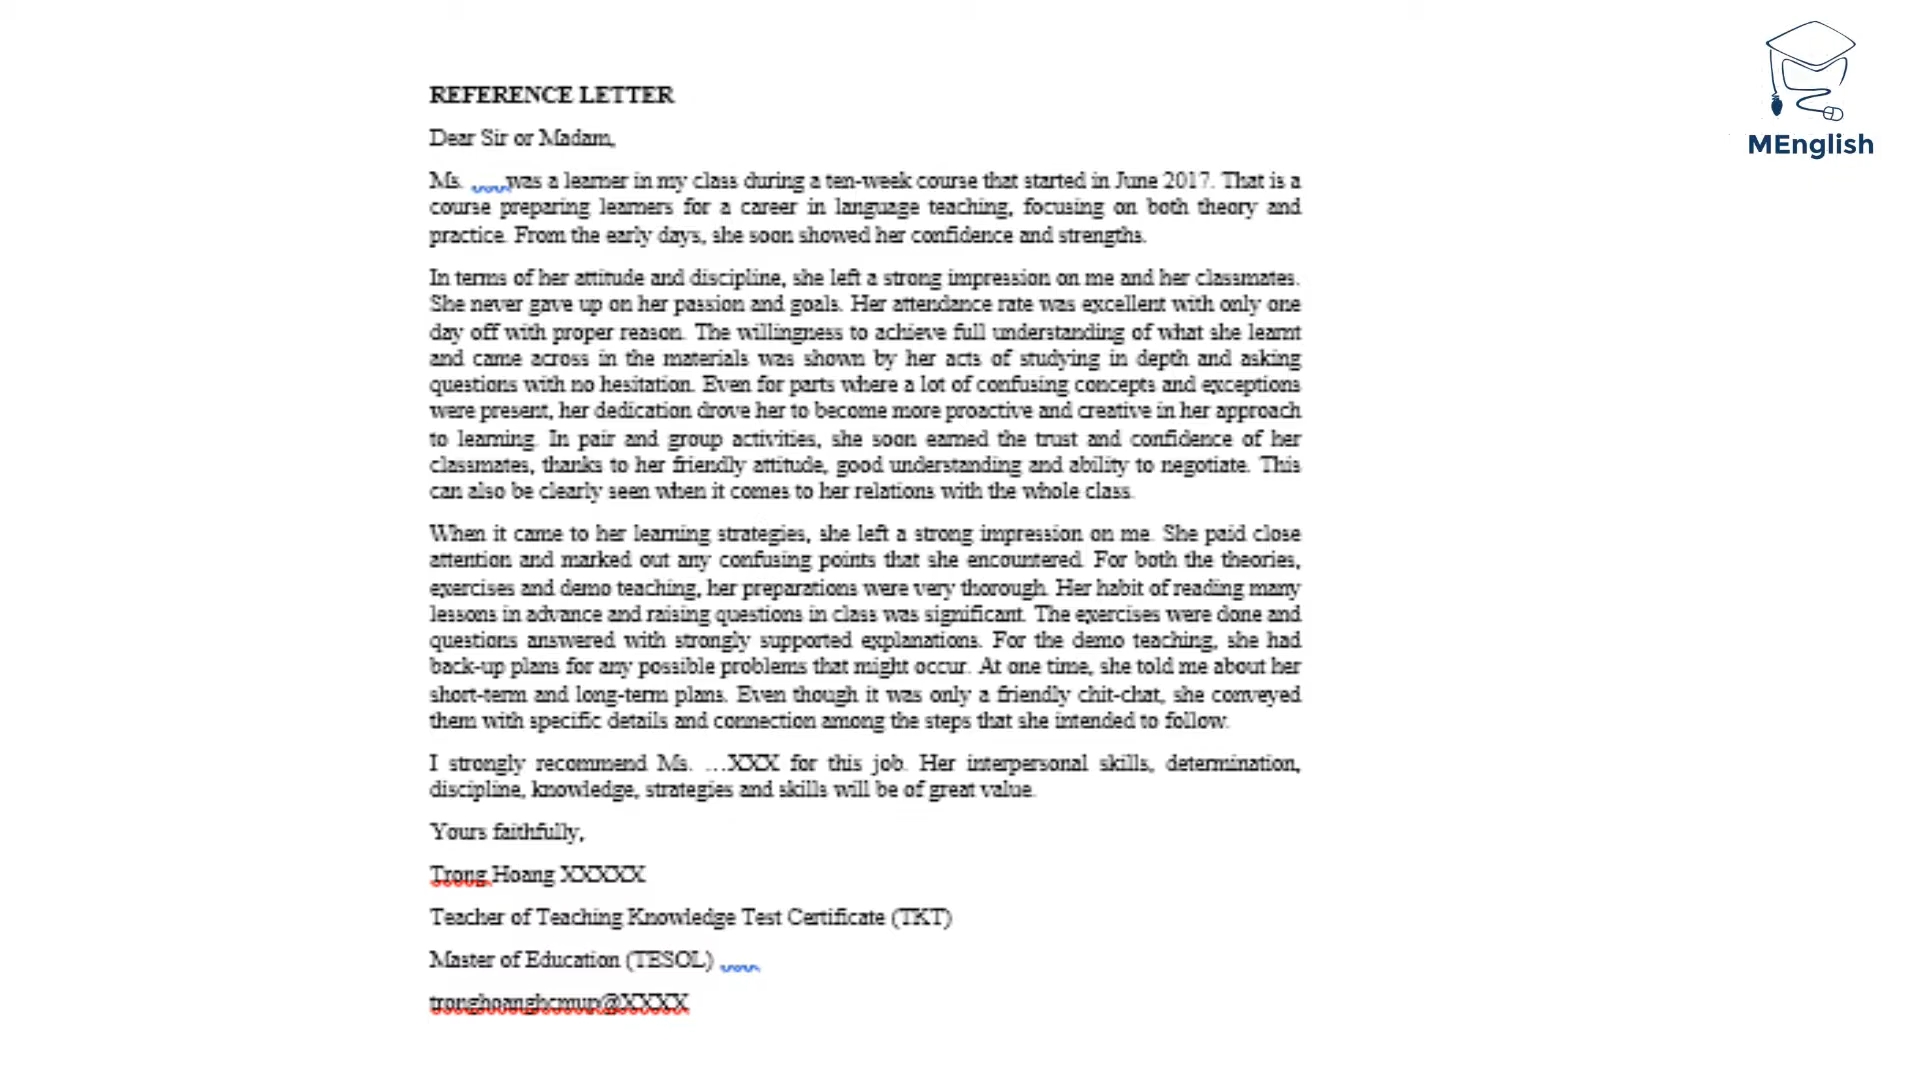 MEnglish
REFERENCE LETTER
Dear Sir or Madam,
Ms. ....was a learner in my class during a ten-week course that started in June 2017. That is a
course preparing learners for a career in language teaching, focusing on both theory and
practice. From the early days, she soon showed her confidence and strengths.
In terms of her attitude and discipline, she left a strong impression on me and her classmates.
She never gave up on her passion and goals. Her attendance rate was excellent with only one
day off with proper reason. The willingness to achieve full understanding of what she learnt
and came across in the materials was shown by her acts of studying in depth and asking
questions with no hesitation. Even for parts where a lot of confusing concepts and exceptions
were present, her dedication drove her to become more proactive and creative in her approach
to learning. In pair and group activities, she soon earned the trust and confidence of her
classmates, thanks to her friendly attitude, good understanding and ability to negotiate. This
can also be clearly seen when it comes to her relations with the whole class.
When it came to her learning strategies, she left a strong impression on me. She paid close
attention and marked out any confusing points that she encountered. For both the theories,
exercises and demo teaching, her preparations were very thorough. Her habit of reading many
lessons in advance and raising questions in class was significant. The exercises were done and
questions answered with strongly supported explanations. For the demo teaching, she had
back-up plans for any possible problems that might occur. At one time, she told me about her
short-term and long-term plans. Even though it was only a friendly chit-chat, she conveyed
them with specific details and connection among the steps that she intended to follow.
I strongly recommend Ms. …XXX for this job. Her interpersonal skills, determination,
discipline, knowledge, strategies and skills will be of great value.
Yours faithfully,
Trong Hoang XXXXX
Teacher of Teaching Knowledge Test Certificate (TKT)
Master of Education (TESOL)
tronghoanghcmup@XXXX